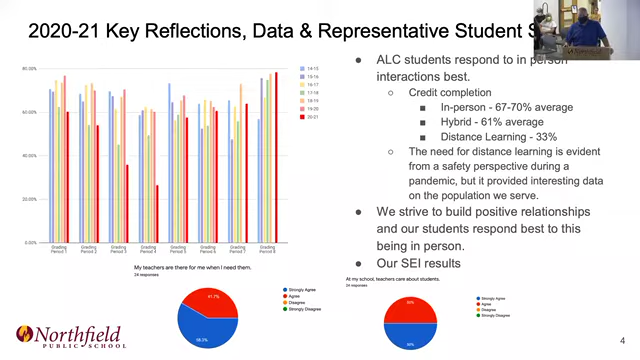 2020-21 Key Reflections, Data & Representative Student S
80.00%
60.00%
40.00%
20.00%
0.00%
Grading Period 1
Grading Period 2
Grading Period 3
Grading Period 4
Grading Period 5
Grading Period 6
Grading Period 7
Grading Period 8
14-15
15-16
16-17
17-18
18-19
19-20
20-21
● ALC students respond to in person
interactions best.
○ Credit completion
■ In-person - 67-70% average
■ Hybrid - 61% average
■ Distance Learning - 33%
○ The need for distance learning is evident
from a safety perspective during a
pandemic, but it provided interesting data
on the population we serve.
● We strive to build positive relationships
and our students respond best to this
being in person.
● Our SEI results
My teachers are there for me when I need them.
24 responses
41.7%
58.3%
Strongly Agree
Agree
Disagree
Strongly Disagree
At my school, teachers care about students.
24 responses
50%
50%
Strongly Agree
Agree
Disagree
Strongly Disagree
Northfield
PUBLIC SCHOOL
4